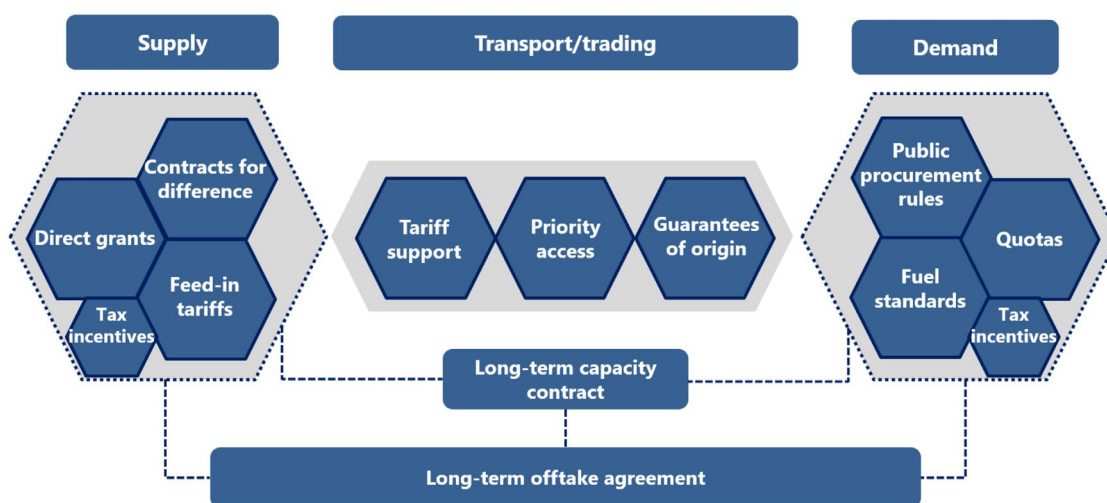 Supply
Transport/trading
Demand
Contracts for
difference
Direct grants
Feed-in
tariffs
Tax
incentives
Tariff
support
Priority
access
Guarantees
of origin
Public
procurement
rules
Quotas
Fuel
standards
Tax
incentives
Long-term capacity
contract
Long-term offtake agreement